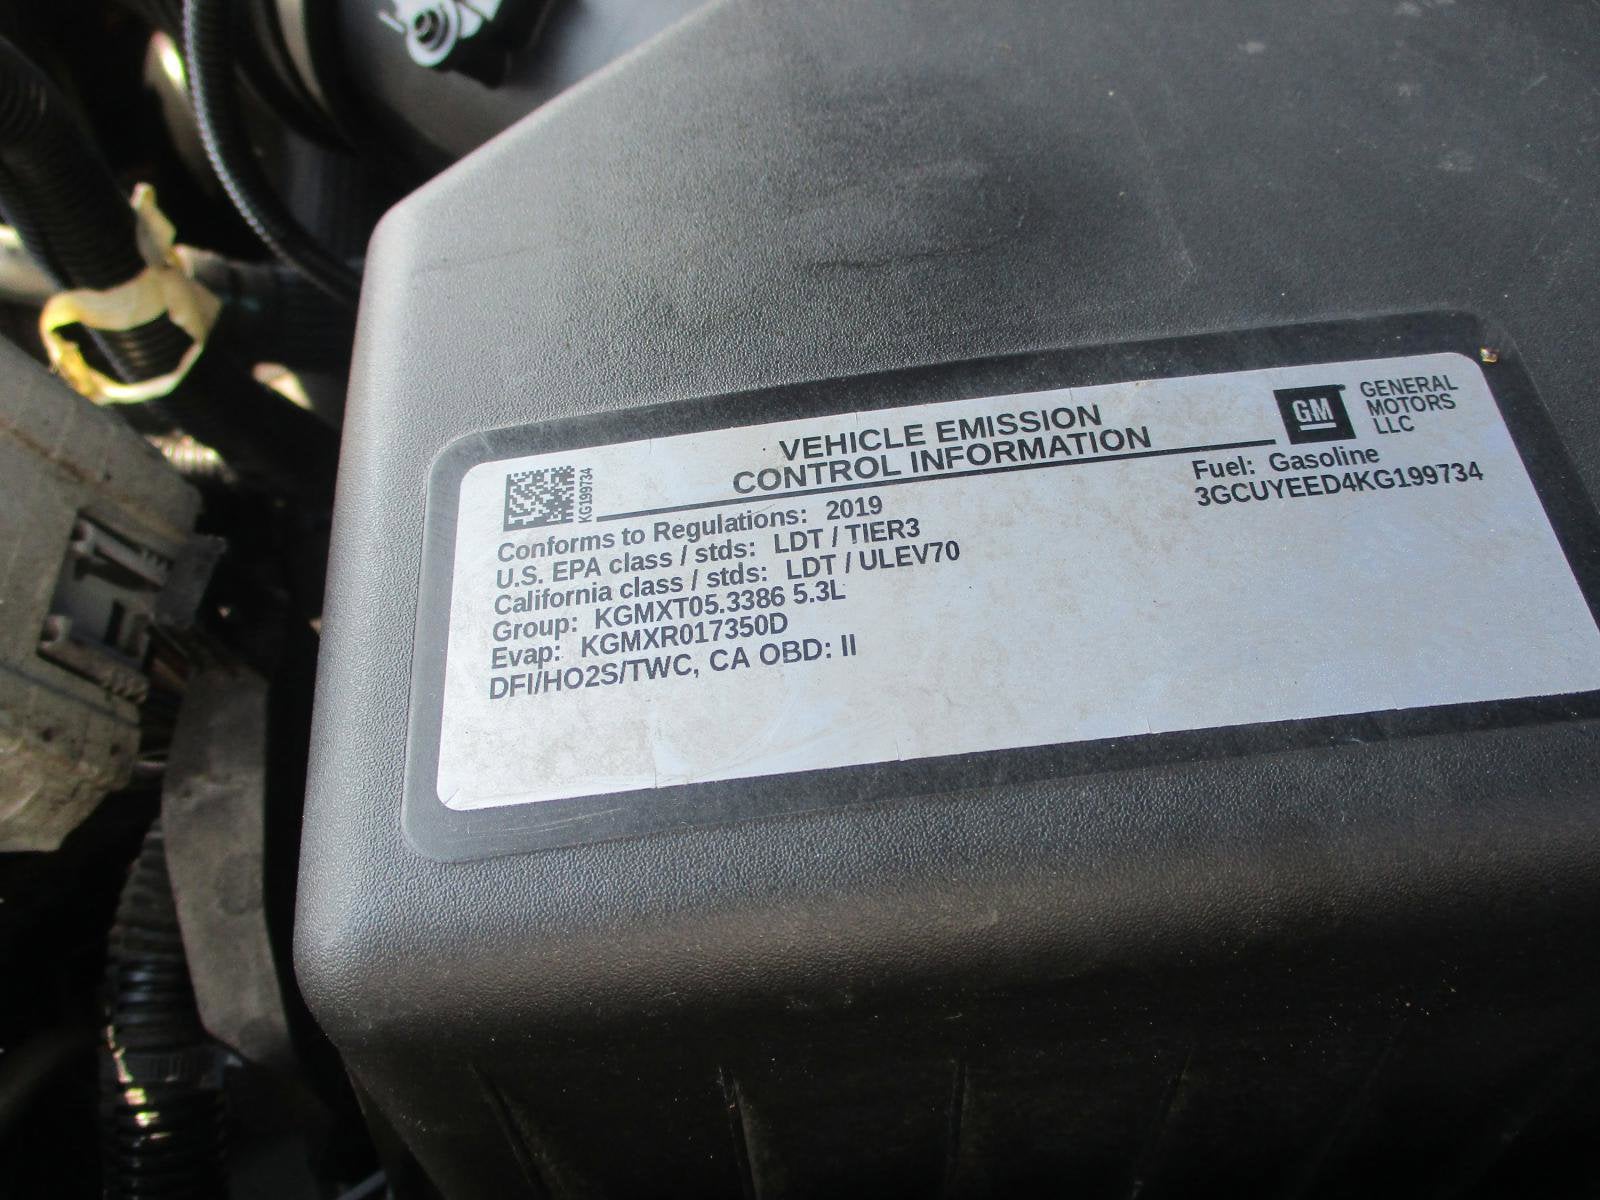 VEHICLE EMISSION
CONTROL INFORMATION
GM
GENERAL
MOTORS
LLC
KG199734
Fuel: Gasoline
3GCUYEED4KG199734
Conforms to Regulations: 2019
U.S. EPA class / stds: LDT / TIER3
California class / stds: LDT / ULEV70
Group: KGMXT05.3386 5.3L
Evap: KGMXR017350D
DFI/HO2S/TWC, CA OBD: II